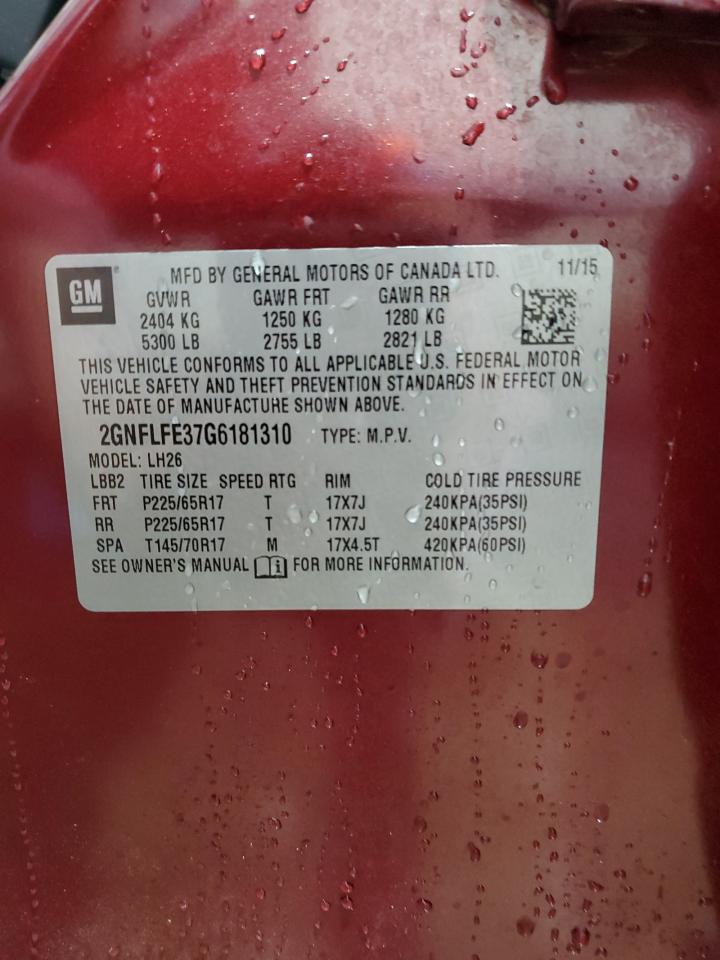 GM
MFD BY GENERAL MOTORS OF CANADA LTD. 11/15
GVWR GAWR FRT GAWR RR
2404 KG 1250 KG 1280 KG
5300 LB 2755 LB 2821 LB
THIS VEHICLE CONFORMS TO ALL APPLICABLE U.S. FEDERAL MOTOR
VEHICLE SAFETY AND THEFT PREVENTION STANDARDS IN EFFECT ON
THE DATE OF MANUFACTURE SHOWN ABOVE.
2GNFLFE37G6181310 TYPE: M.P.V.
MODEL: LH26
LBB2 TIRE SIZE SPEED RTG RIM COLD TIRE PRESSURE
FRT P225/65R17 T 17X7J 240KPA(35PSI)
RR P225/65R17 T 17X7J 240KPA(35PSI)
SPA T145/70R17 M 17X4.5T 420KPA(60PSI)
SEE OWNER'S MANUAL i FOR MORE INFORMATION.